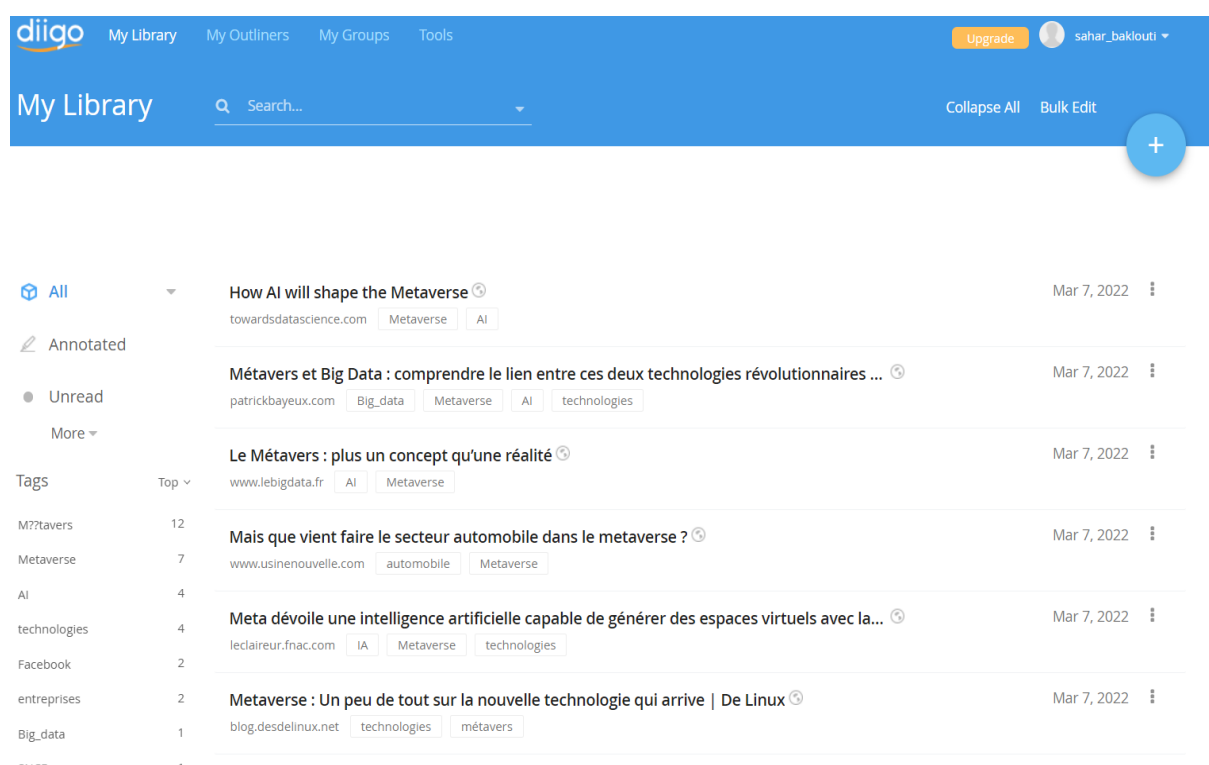 diigo My Library My Outliners My Groups Tools Upgrade sahar_baklouti
My Library Search... Collapse All Bulk Edit
+
All
Annotated
Unread
More
Tags Top
M??tavers 12
Metaverse 7
AI 4
technologies 4
Facebook 2
entreprises 2
Big_data 1
How AI will shape the Metaverse Mar 7, 2022
towardsdatascience.com Metaverse AI
Métavers et Big Data : comprendre le lien entre ces deux technologies révolutionnaires ... Mar 7, 2022
patrickbayeux.com Big_data Metaverse AI technologies
Le Métavers : plus un concept qu’une réalité Mar 7, 2022
www.lebigdata.fr AI Metaverse
Mais que vient faire le secteur automobile dans le metaverse ? Mar 7, 2022
www.usinenouvelle.com automobile Metaverse
Meta dévoile une intelligence artificielle capable de générer des espaces virtuels avec la... Mar 7, 2022
leclaireur.fnac.com IA Metaverse technologies
Metaverse : Un peu de tout sur la nouvelle technologie qui arrive | De Linux Mar 7, 2022
blog.desdelinux.net technologies métavers